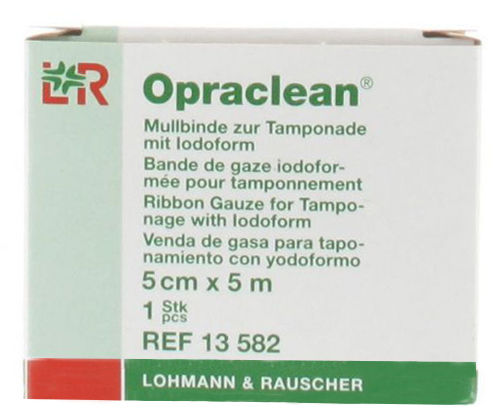 L&R
Opraclean®
Mullbinde zur Tamponade
mit Iodoform
Bande de gaze iodofor-
mée pour tamponnement
Ribbon Gauze for Tampo-
nage with Iodoform
Venda de gasa para tapo-
namiento con yodoformo
5 cm x 5 m
1 Stk
pcs
REF 13 582
LOHMANN & RAUSCHER